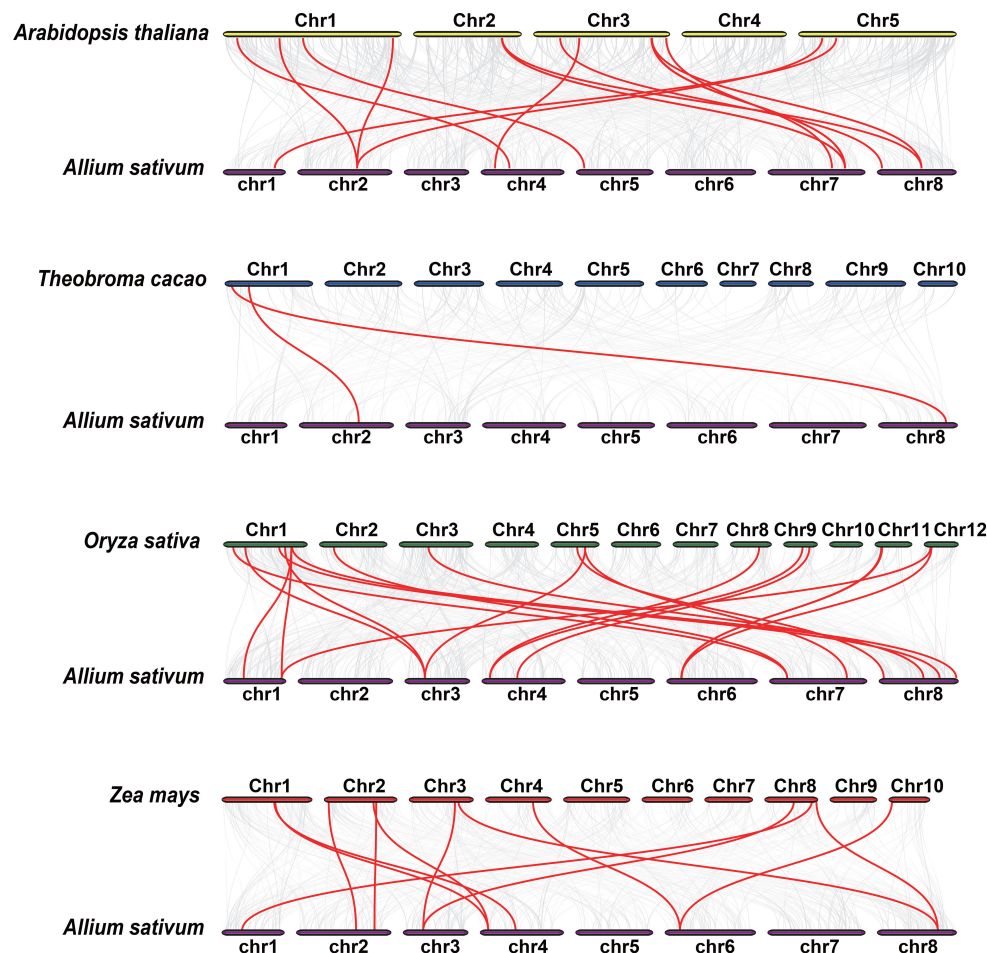 Chr1 Chr2 Chr3 Chr4 Chr5
Arabidopsis thaliana
Allium sativum
chr1 chr2 chr3 chr4 chr5 chr6 chr7 chr8
Chr1 Chr2 Chr3 Chr4 Chr5 Chr6 Chr7 Chr8 Chr9 Chr10
Theobroma cacao
Allium sativum
chr1 chr2 chr3 chr4 chr5 chr6 chr7 chr8
Chr1 Chr2 Chr3 Chr4 Chr5 Chr6 Chr7 Chr8 Chr9 Chr10 Chr11 Chr12
Oryza sativa
Allium sativum
chr1 chr2 chr3 chr4 chr5 chr6 chr7 chr8
Chr1 Chr2 Chr3 Chr4 Chr5 Chr6 Chr7 Chr8 Chr9 Chr10
Zea mays
Allium sativum
chr1 chr2 chr3 chr4 chr5 chr6 chr7 chr8